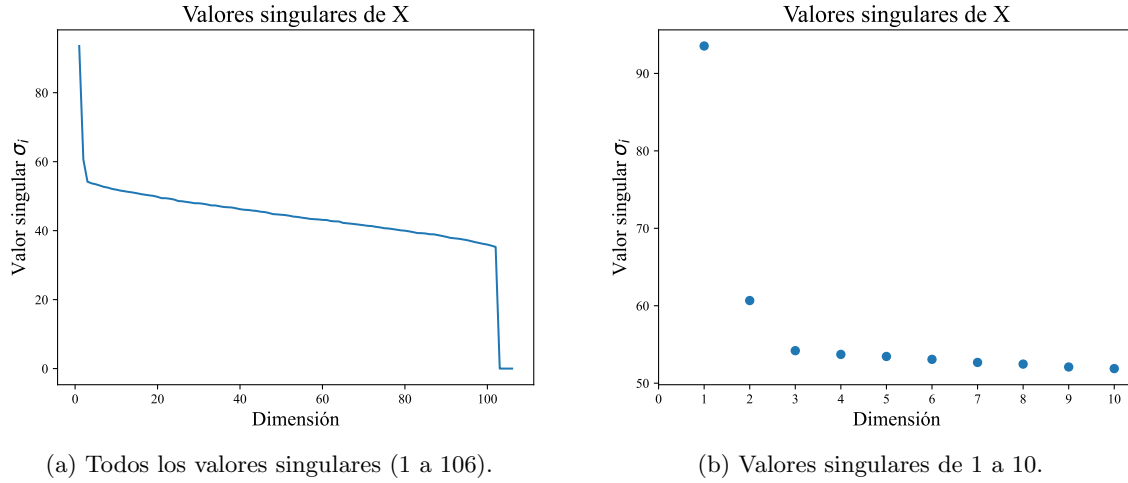 Valores singulares de X
Valor singular σi
80
60
40
20
0
0 20 40 60 80 100
Dimensión
(a) Todos los valores singulares (1 a 106).
Valores singulares de X
Valor singular σi
90
80
70
60
50
0 1 2 3 4 5 6 7 8 9 10
Dimensión
(b) Valores singulares de 1 a 10.